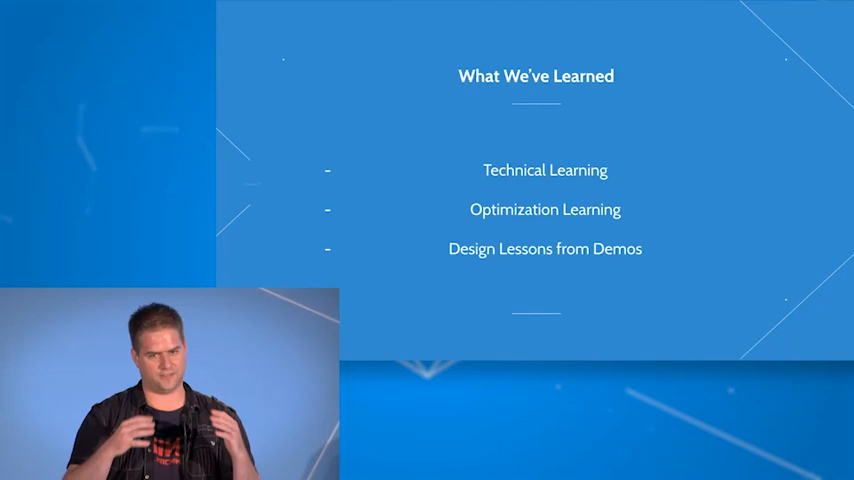 What We've Learned
- Technical Learning
- Optimization Learning
- Design Lessons from Demos